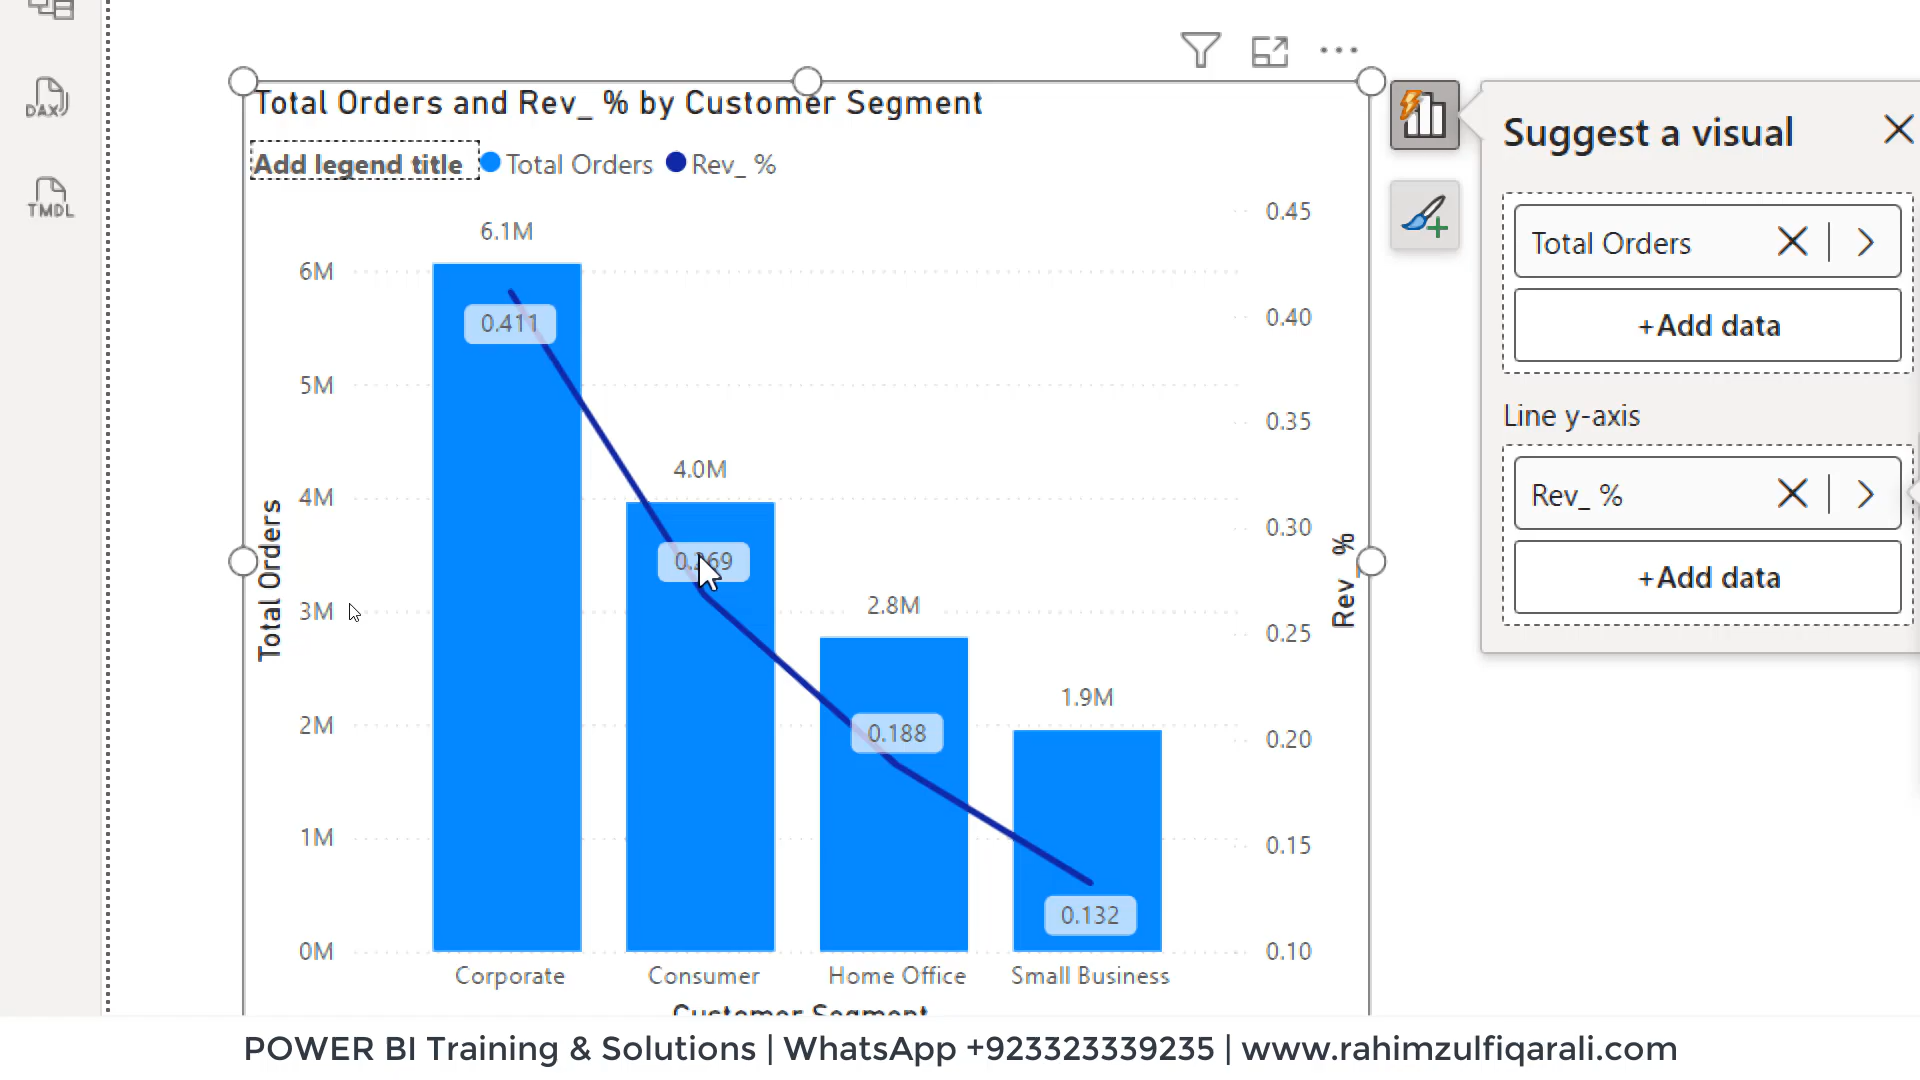 DAX
TMDL
Total Orders and Rev_ % by Customer Segment
Add legend title Total Orders Rev_ %
6.1M
4.0M
2.8M
1.9M
0.411
0.188
0.132
6M
5M
4M
3M
2M
1M
0M
Total Orders
0.45
0.40
0.35
0.30
0.25
0.20
0.15
0.10
Rev_ %
Corporate Consumer Home Office Small Business
Customer Segment
Suggest a visual
Total Orders
+Add data
Line y-axis
Rev_ %
+Add data
POWER BI Training & Solutions | WhatsApp +923323339235 | www.rahimzulfiqarali.com